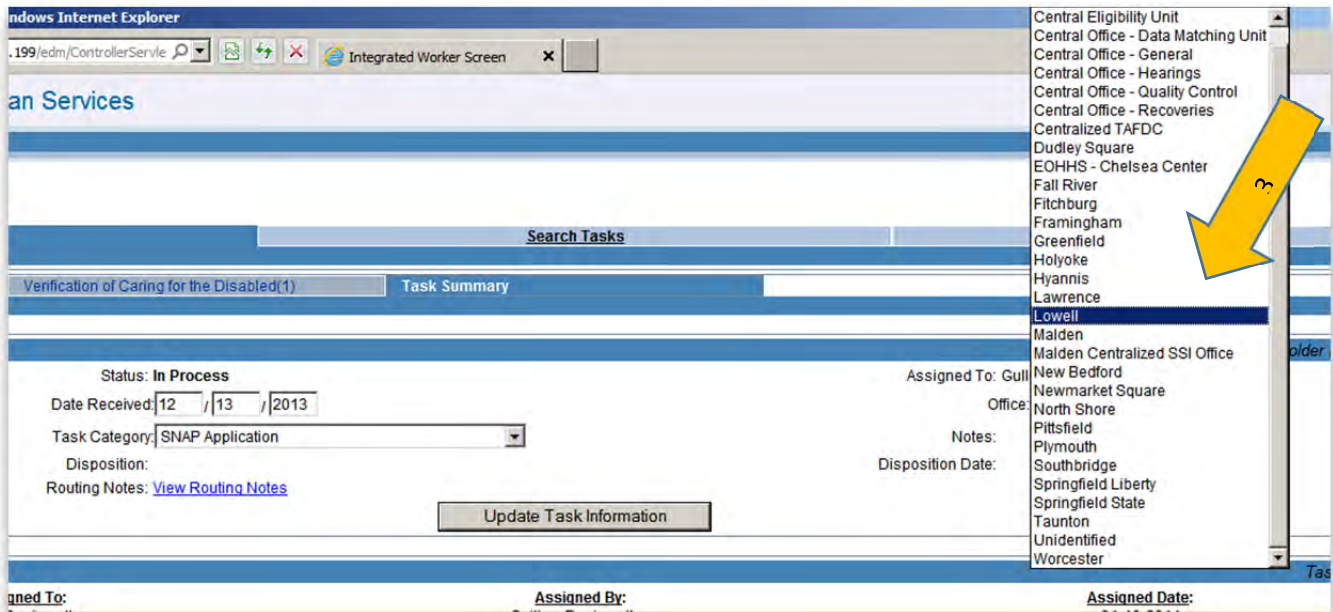 ndows Internet Explorer
.199/edm/ControllerServle
Integrated Worker Screen
an Services
Search Tasks
Verification of Caring for the Disabled(1)
Task Summary
older
Status: In Process
Date Received: 12 / 13 / 2013
Task Category: SNAP Application
Disposition:
Routing Notes: View Routing Notes
Update Task Information
Assigned To: Gull
Office:
Notes:
Disposition Date:
Central Eligibility Unit
Central Office - Data Matching Unit
Central Office - General
Central Office - Hearings
Central Office - Quality Control
Central Office - Recoveries
Centralized TAFDC
Dudley Square
EOHHS - Chelsea Center
Fall River
Fitchburg
Framingham
Greenfield
Holyoke
Hyannis
Lawrence
Lowell
Malden
Malden Centralized SSI Office
New Bedford
Newmarket Square
North Shore
Pittsfield
Plymouth
Southbridge
Springfield Liberty
Springfield State
Taunton
Unidentified
Worcester
3
Tas
gned To:
Assigned By:
Assigned Date: